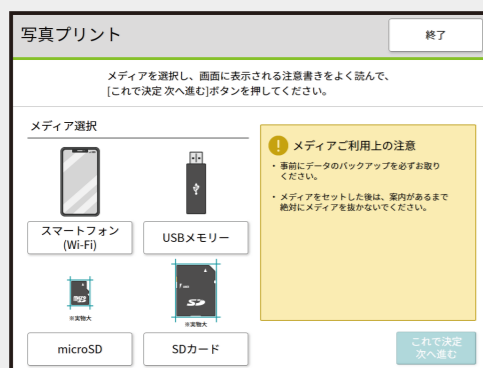 写真プリント
終了
メディアを選択し、画面に表示される注意書きをよく読んで、
[これで決定 次へ進む]ボタンを押してください。
メディア選択
スマートフォン
(Wi-Fi)
USBメモリー
※実物大
microSD
※実物大
SDカード
! メディアご利用上の注意
・ 事前にデータのバックアップを必ずお取り
ください。
・ メディアをセットした後は、案内があるまで
絶対にメディアを抜かないでください。
これで決定
次へ進む